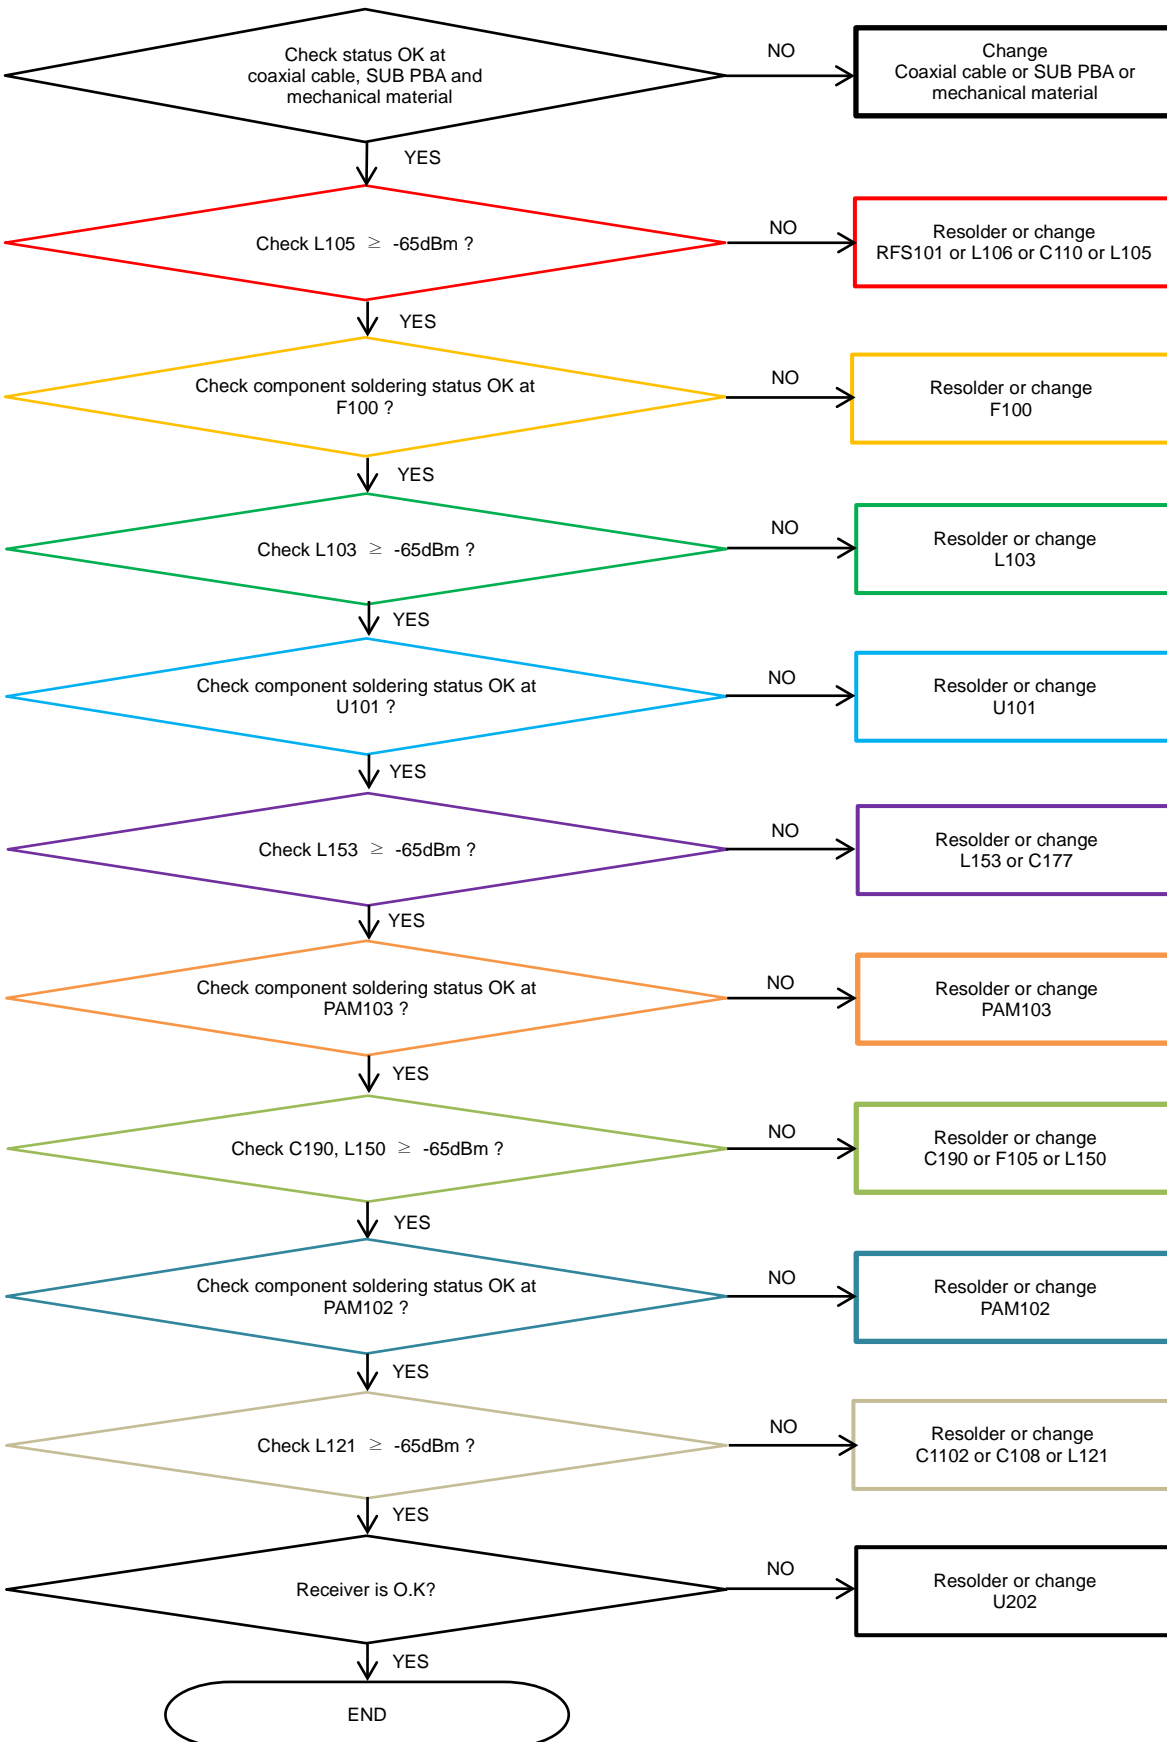 Check status OK at
coaxial cable, SUB PBA and
mechanical material
NO
Change
Coaxial cable or SUB PBA or
mechanical material
YES
Check L105 ≥ -65dBm ?
NO
Resolder or change
RFS101 or L106 or C110 or L105
YES
Check component soldering status OK at
F100 ?
NO
Resolder or change
F100
YES
Check L103 ≥ -65dBm ?
NO
Resolder or change
L103
YES
Check component soldering status OK at
U101 ?
NO
Resolder or change
U101
YES
Check L153 ≥ -65dBm ?
NO
Resolder or change
L153 or C177
YES
Check component soldering status OK at
PAM103 ?
NO
Resolder or change
PAM103
YES
Check C190, L150 ≥ -65dBm ?
NO
Resolder or change
C190 or F105 or L150
YES
Check component soldering status OK at
PAM102 ?
NO
Resolder or change
PAM102
YES
Check L121 ≥ -65dBm ?
NO
Resolder or change
C1102 or C108 or L121
YES
Receiver is O.K?
NO
Resolder or change
U202
YES
END